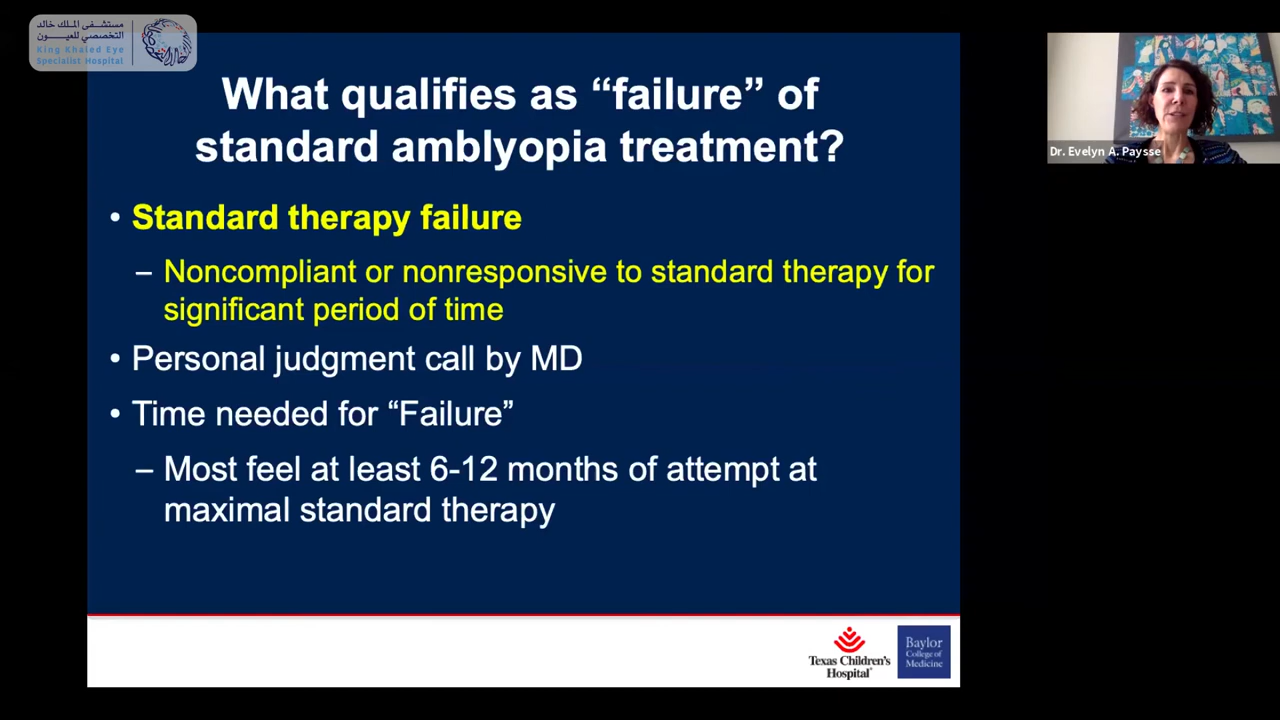 مستشفى الملك خالد
التخصصي للعيون
King Khaled Eye
Specialist Hospital
What qualifies as “failure” of
standard amblyopia treatment?
• Standard therapy failure
– Noncompliant or nonresponsive to standard therapy for
significant period of time
• Personal judgment call by MD
• Time needed for “Failure”
– Most feel at least 6-12 months of attempt at
maximal standard therapy
Dr. Evelyn A. Paysse
Texas Children's
Hospital
Baylor
College of
Medicine